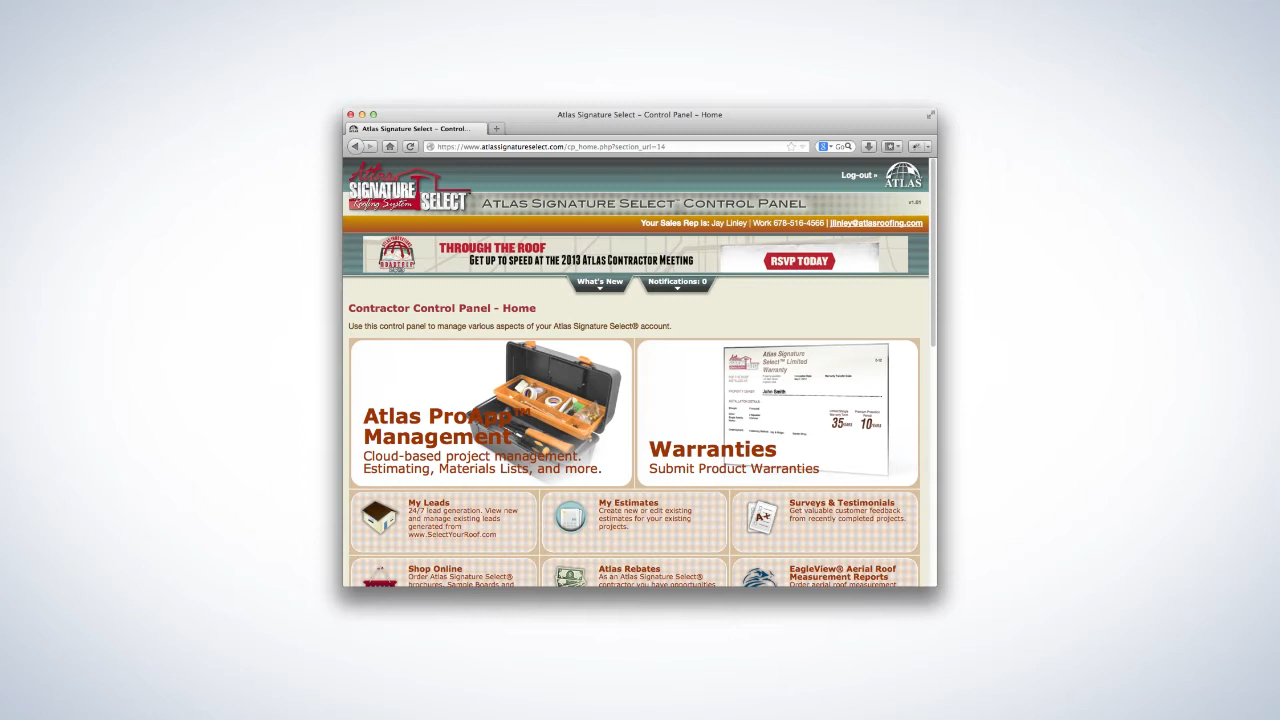 Atlas Signature Select – Control Panel – Home
Atlas Signature Select – Control...
https://www.atlassignatureselect.com/cp_home.php?section_url=14
Go
Log-out »
ATLAS
Atlas
SIGNATURE SELECT
Roofing System
ATLAS SIGNATURE SELECT™ CONTROL PANEL
v1.01
Your Sales Rep is: Jay Linley | Work 678-516-4566 | jlinley@atlasroofing.com
ROADTRIP
THROUGH THE ROOF
GET UP TO SPEED AT THE 2013 ATLAS CONTRACTOR MEETING
RSVP TODAY
What's New
Notifications: 0
Contractor Control Panel - Home
Use this control panel to manage various aspects of your Atlas Signature Select® account.
Atlas ProApp™
Management
Cloud-based project management.
Estimating, Materials Lists, and more.
Atlas Signature
Select™ Limited
Warranty
John Smith
35 YEARS
10 YEARS
Warranties
Submit Product Warranties
My Leads
24/7 lead generation. View new
and manage existing leads
generated from
www.SelectYourRoof.com
My Estimates
Create new or edit existing
estimates for your existing
projects.
A+
Surveys & Testimonials
Get valuable customer feedback
from recently completed projects.
Shop Online
Order Atlas Signature Select®
brochures, Sample Boards and
Atlas Rebates
As an Atlas Signature Select®
contractor you have opportunities
EagleView® Aerial Roof
Measurement Reports
Order aerial roof measurement